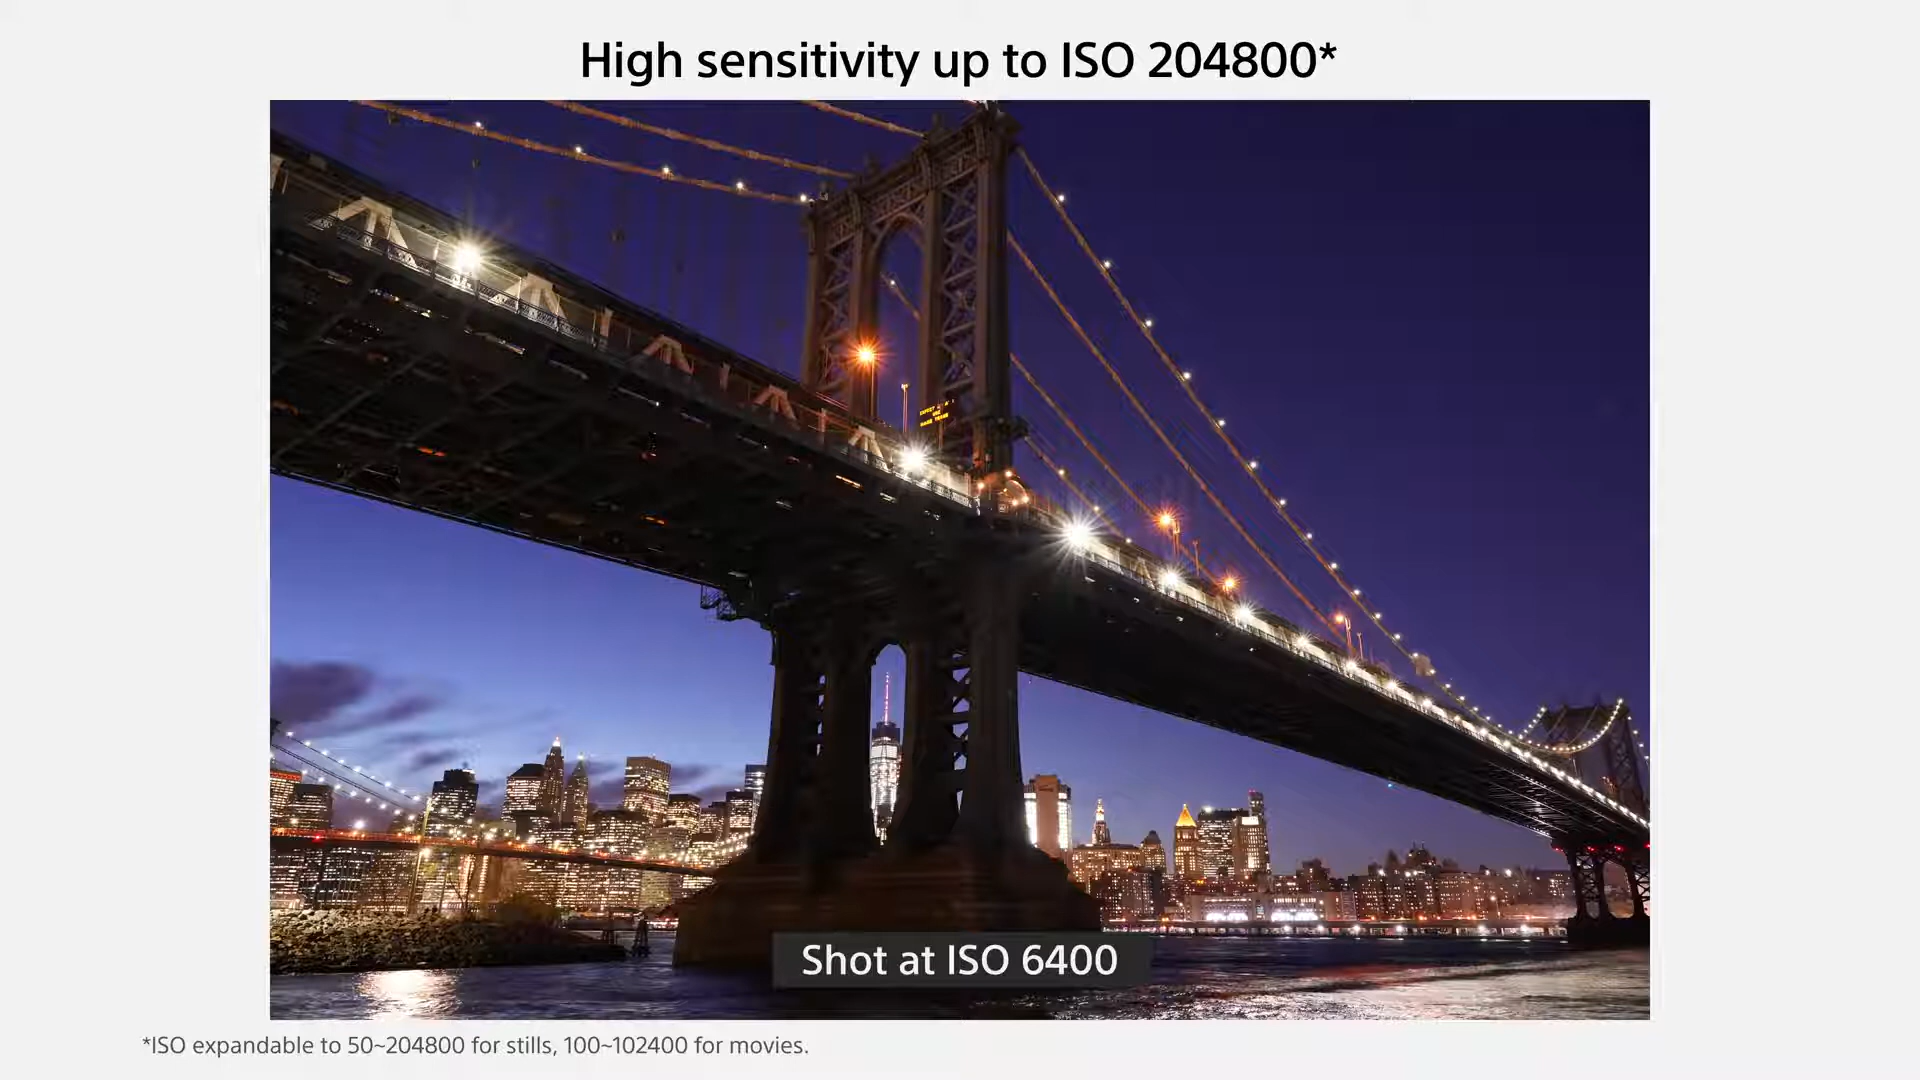 High sensitivity up to ISO 204800*
Shot at ISO 6400
*ISO expandable to 50~204800 for stills, 100~102400 for movies.